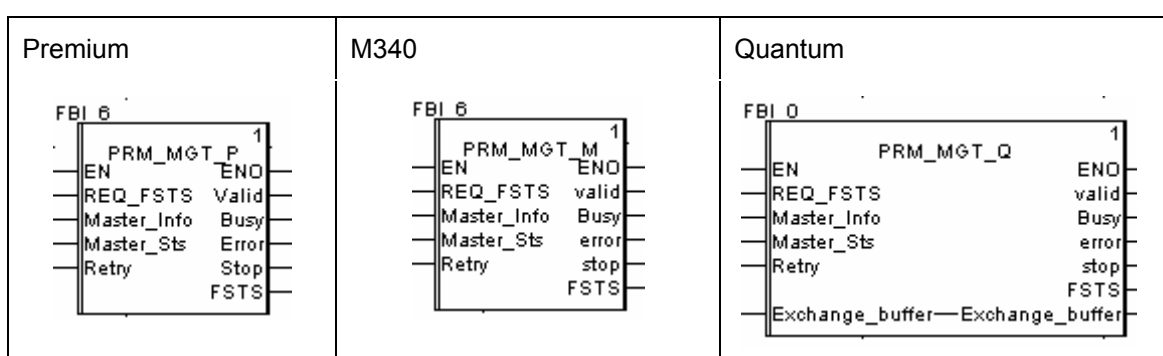 Premium
FBI_6
1
PRM_MGT_P
EN ENO
REQ_FSTS Valid
Master_Info Busy
Master_Sts Error
Retry Stop
FSTS
M340
FBI_6
1
PRM_MGT_M
EN ENO
REQ_FSTS valid
Master_Info Busy
Master_Sts error
Retry stop
FSTS
Quantum
FBI_0
1
PRM_MGT_Q
EN ENO
REQ_FSTS valid
Master_Info Busy
Master_Sts error
Retry stop
FSTS
Exchange_buffer Exchange_buffer